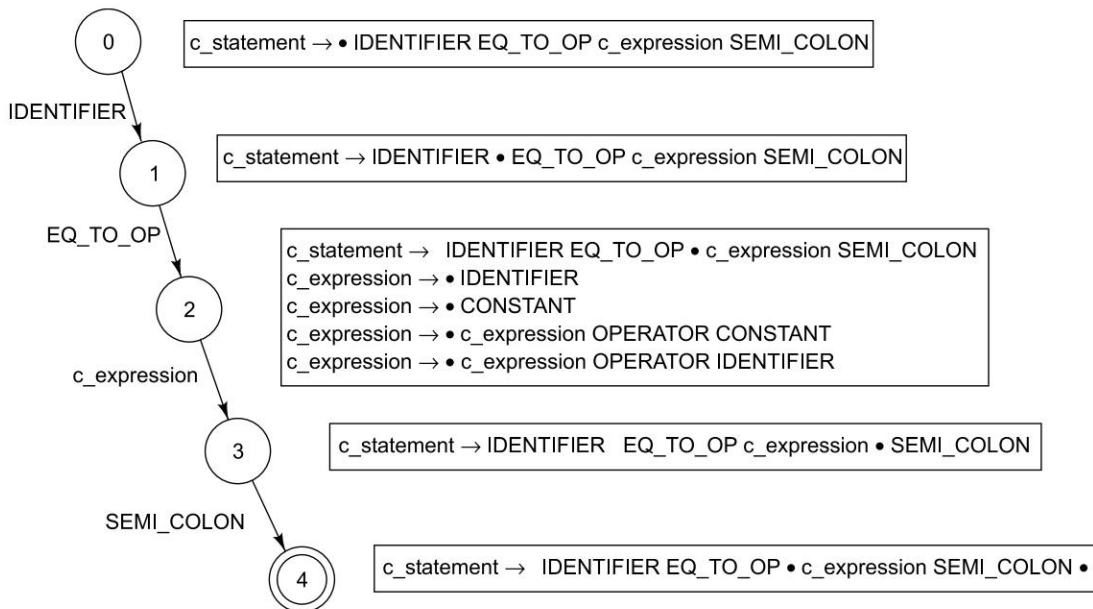 0
c_statement → • IDENTIFIER EQ_TO_OP c_expression SEMI_COLON
IDENTIFIER
1
c_statement → IDENTIFIER • EQ_TO_OP c_expression SEMI_COLON
EQ_TO_OP
2
c_statement → IDENTIFIER EQ_TO_OP • c_expression SEMI_COLON
c_expression → • IDENTIFIER
c_expression → • CONSTANT
c_expression → • c_expression OPERATOR CONSTANT
c_expression → • c_expression OPERATOR IDENTIFIER
c_expression
3
c_statement → IDENTIFIER EQ_TO_OP c_expression • SEMI_COLON
SEMI_COLON
4
c_statement → IDENTIFIER EQ_TO_OP • c_expression SEMI_COLON •